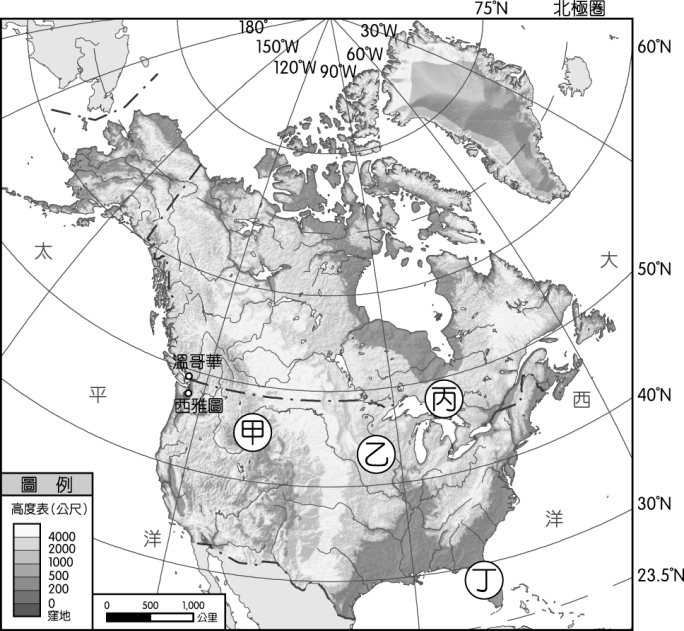 75°N
北極圈
180°
30°W
60°N
150°W
60°W
120°W
90°W
太
大
50°N
溫哥華
平
40°N
西雅圖
丙
西
甲
乙
圖 例
高度表(公尺)
30°N
洋
洋
4000
2000
1000
500
200
0
窪地
丁
23.5°N
0 500 1,000
公里